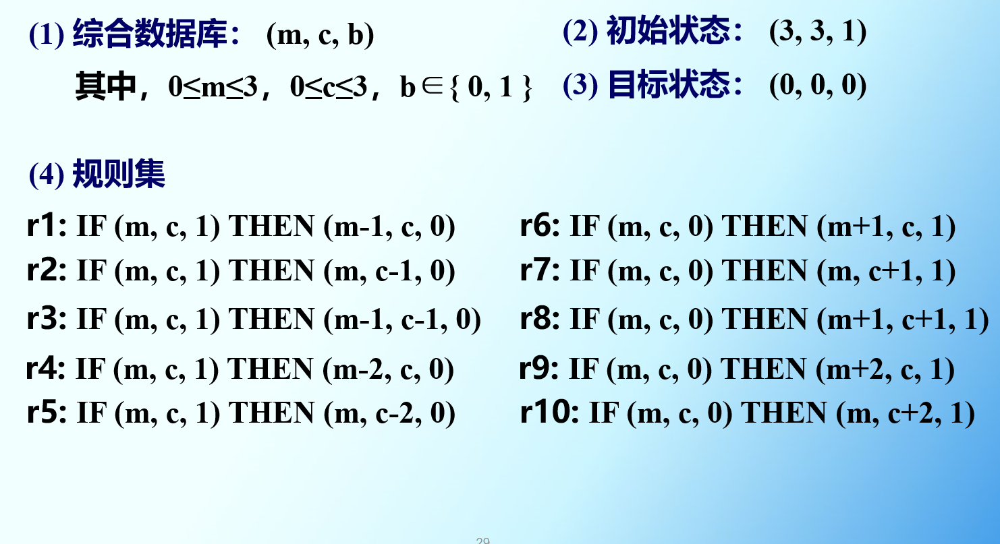 (1) 综合数据库： (m, c, b)
其中，0≤m≤3，0≤c≤3，b∈{ 0, 1 }
(2) 初始状态： (3, 3, 1)
(3) 目标状态： (0, 0, 0)
(4) 规则集
r1: IF (m, c, 1) THEN (m-1, c, 0)
r2: IF (m, c, 1) THEN (m, c-1, 0)
r3: IF (m, c, 1) THEN (m-1, c-1, 0)
r4: IF (m, c, 1) THEN (m-2, c, 0)
r5: IF (m, c, 1) THEN (m, c-2, 0)
r6: IF (m, c, 0) THEN (m+1, c, 1)
r7: IF (m, c, 0) THEN (m, c+1, 1)
r8: IF (m, c, 0) THEN (m+1, c+1, 1)
r9: IF (m, c, 0) THEN (m+2, c, 1)
r10: IF (m, c, 0) THEN (m, c+2, 1)
29